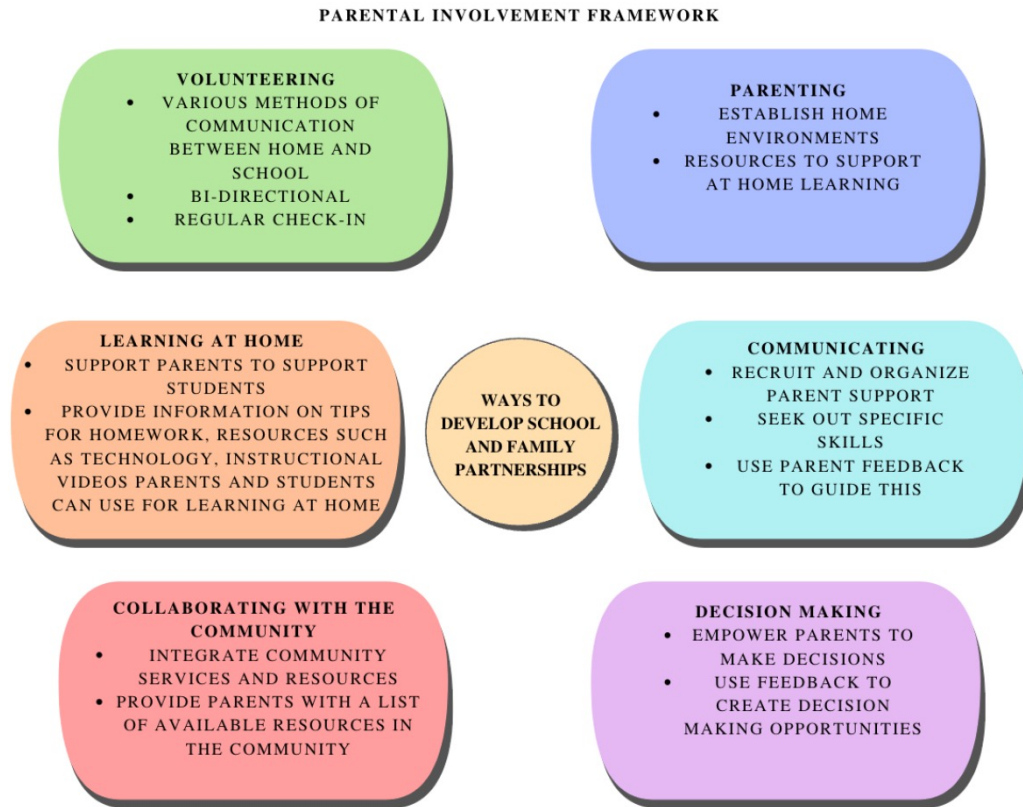 PARENTAL INVOLVEMENT FRAMEWORK
VOLUNTEERING
• VARIOUS METHODS OF
COMMUNICATION
BETWEEN HOME AND
SCHOOL
• BI-DIRECTIONAL
• REGULAR CHECK-IN
PARENTING
• ESTABLISH HOME
ENVIRONMENTS
• RESOURCES TO SUPPORT
AT HOME LEARNING
LEARNING AT HOME
• SUPPORT PARENTS TO SUPPORT
STUDENTS
• PROVIDE INFORMATION ON TIPS
FOR HOMEWORK, RESOURCES SUCH
AS TECHNOLOGY, INSTRUCTIONAL
VIDEOS PARENTS AND STUDENTS
CAN USE FOR LEARNING AT HOME
WAYS TO
DEVELOP SCHOOL
AND FAMILY
PARTNERSHIPS
COMMUNICATING
• RECRUIT AND ORGANIZE
PARENT SUPPORT
• SEEK OUT SPECIFIC
SKILLS
• USE PARENT FEEDBACK
TO GUIDE THIS
COLLABORATING WITH THE
COMMUNITY
• INTEGRATE COMMUNITY
SERVICES AND RESOURCES
• PROVIDE PARENTS WITH A LIST
OF AVAILABLE RESOURCES IN
THE COMMUNITY
DECISION MAKING
• EMPOWER PARENTS TO
MAKE DECISIONS
• USE FEEDBACK TO
CREATE DECISION
MAKING OPPORTUNITIES